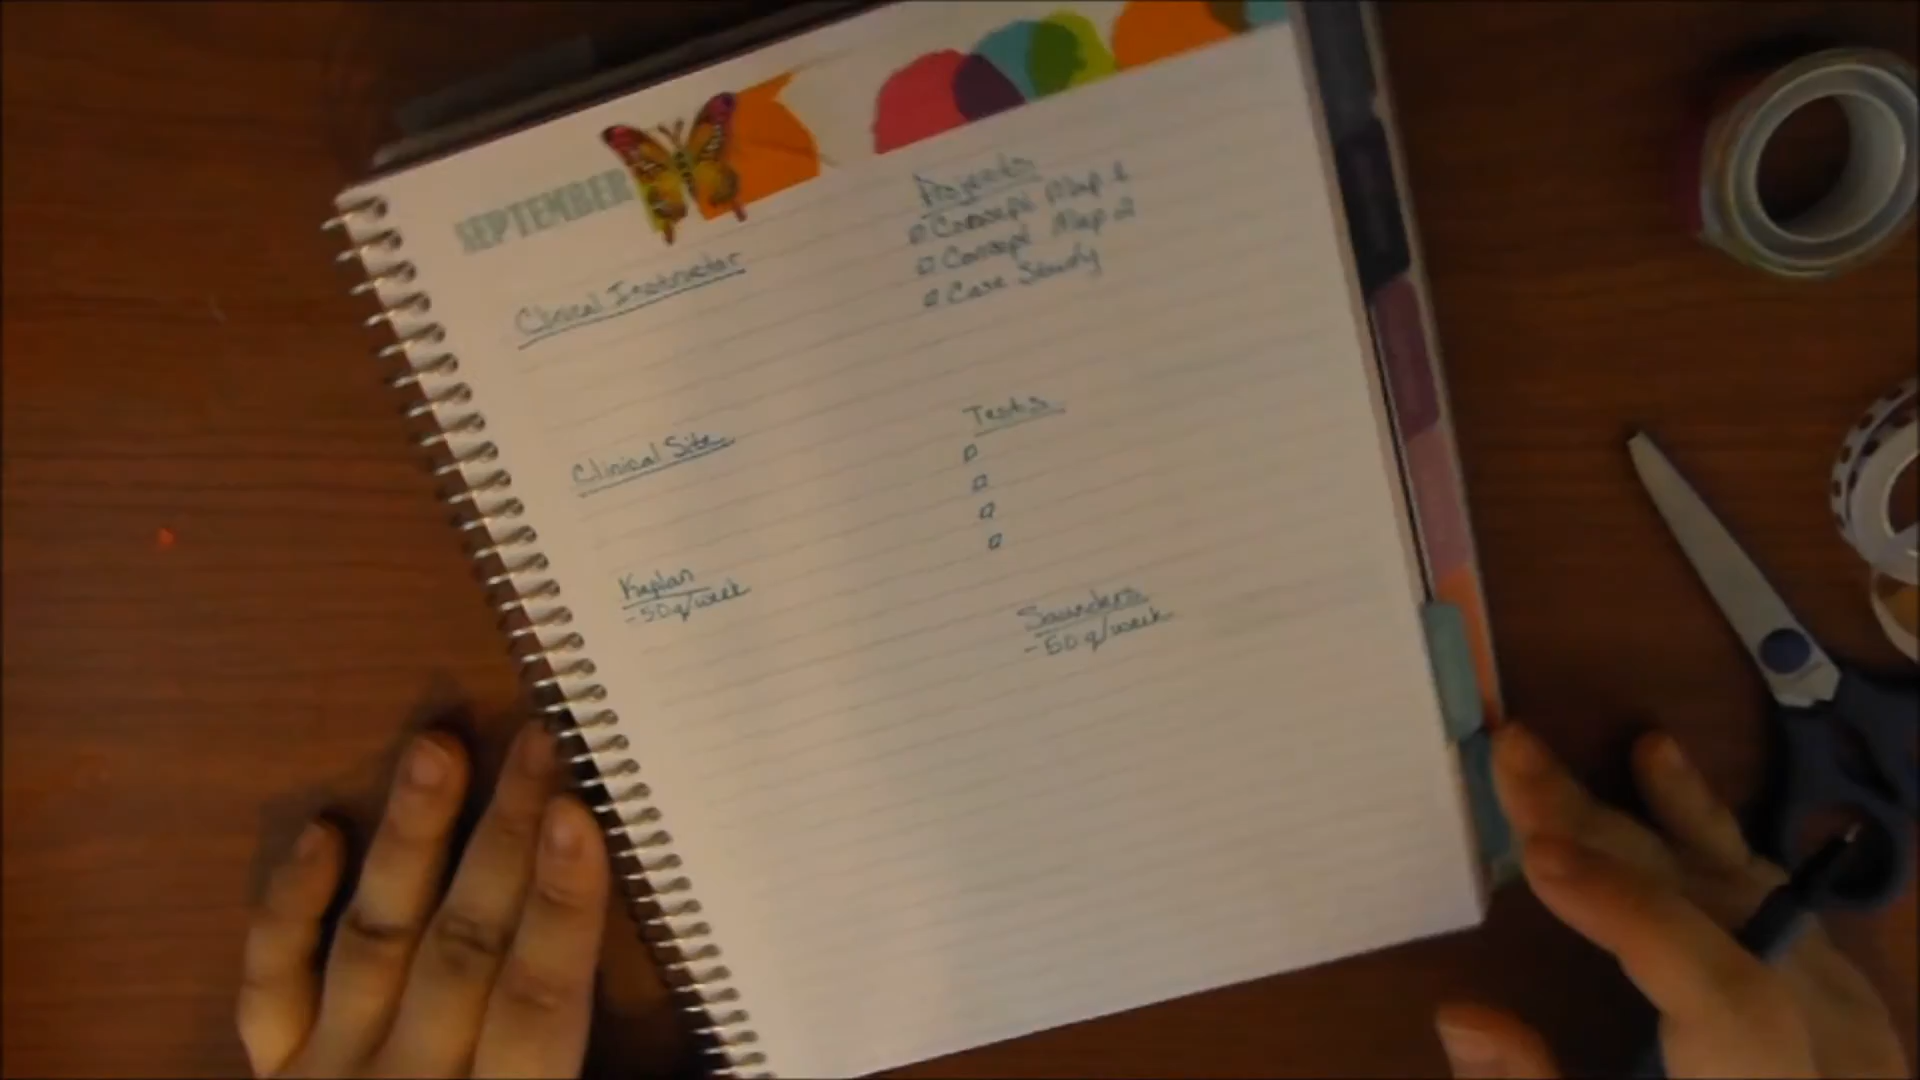 SEPTEMBER
Clinical Instructor
Projects
Concept Map 1
Concept Map 2
Case Study
Clinical Site
Tests
Kaplan
- 50 q/week
Saunders
- 50 q/week